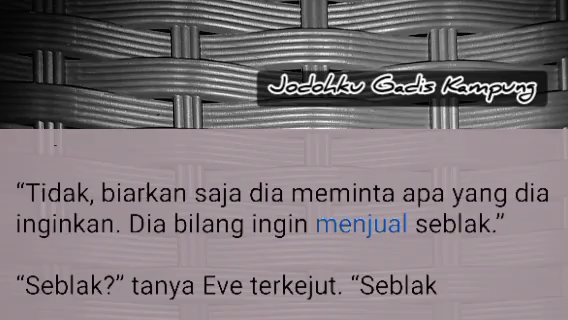 Jodohku Gadis Kampung
“Tidak, biarkan saja dia meminta apa yang dia
inginkan. Dia bilang ingin menjual seblak.”
“Seblak?” tanya Eve terkejut. “Seblak